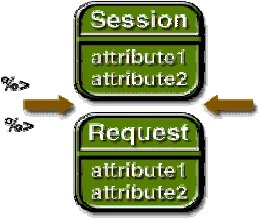 Session
attribute1
attribute2
%>
%>
Request
attribute1
attribute2